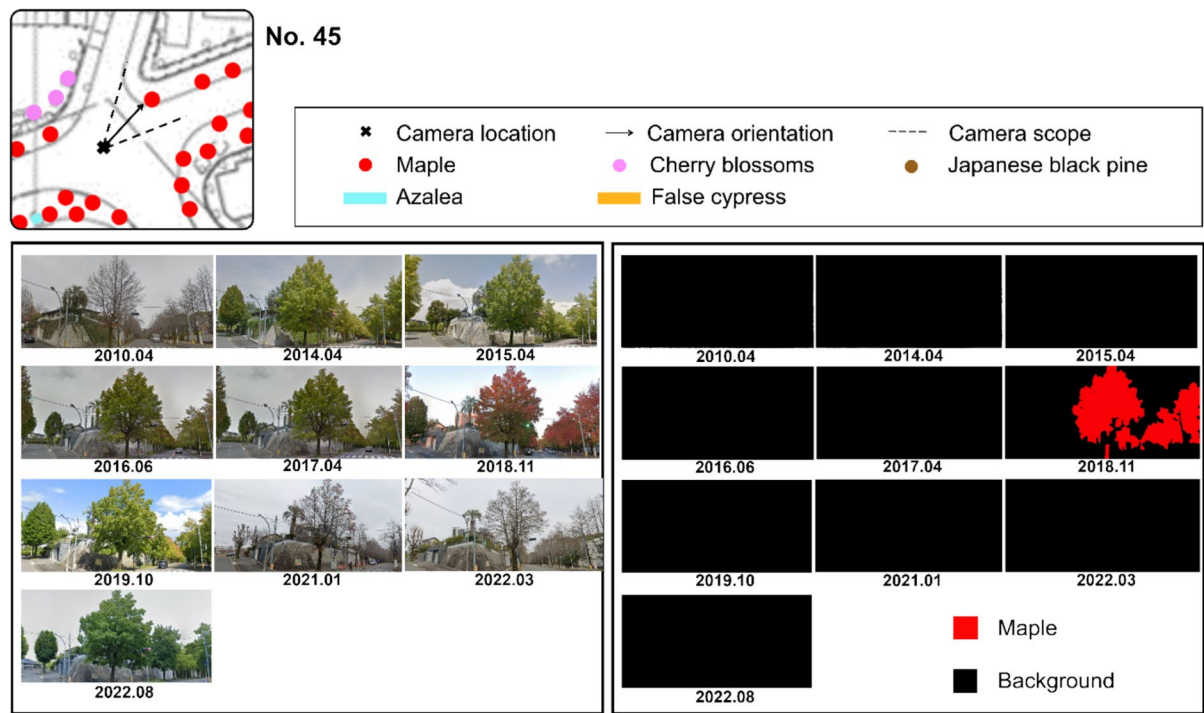 No. 45
Camera location
Camera orientation
Camera scope
Maple
Cherry blossoms
Japanese black pine
Azalea
False cypress
2010.04
2014.04
2015.04
2016.06
2017.04
2018.11
2019.10
2021.01
2022.03
2022.08
2010.04
2014.04
2015.04
2016.06
2017.04
2018.11
2019.10
2021.01
2022.03
2022.08
Maple
Background